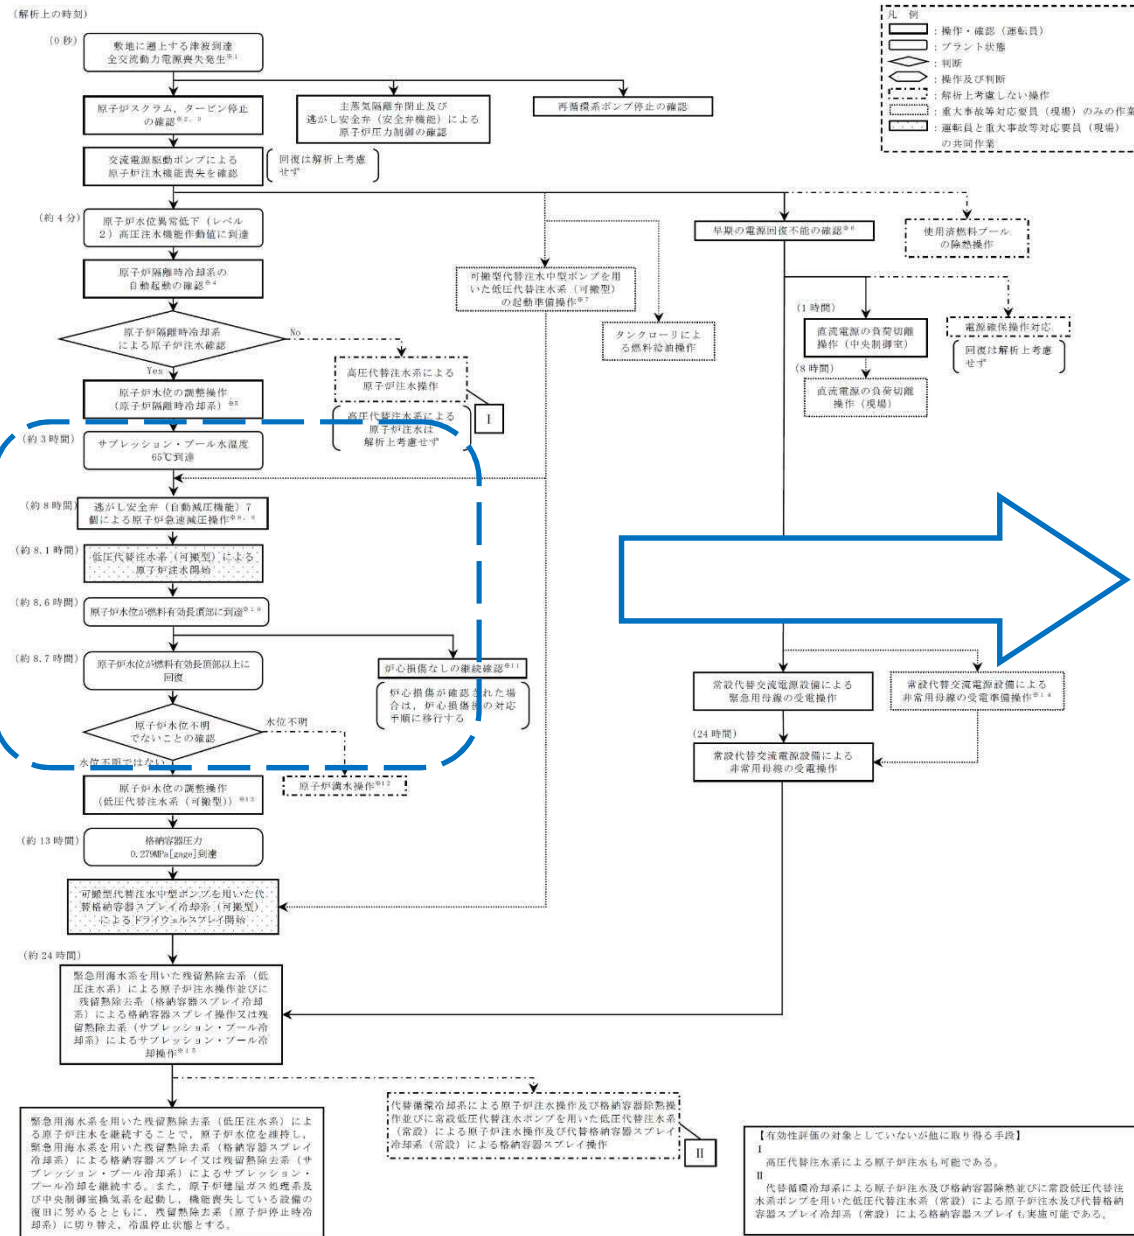 (解析上の時刻)
(0秒)
敷地に遡上する津波到達
全交流動力電源喪失発生※1
原子炉スクラム，タービン停止
の確認※2，3
主蒸気隔離弁閉止及び
逃がし安全弁（安全弁機能）による
原子炉圧力制御の確認
再循環系ポンプ停止の確認
交流電源駆動ポンプによる
原子炉注水機能喪失を確認
回復は解析上考慮
せず
凡 例
：操作・確認（運転員）
：プラント状態
：判断
：操作及び判断
：解析上考慮しない操作
：重大事故等対応要員（現場）のみの作業
：運転員と重大事故等対応要員（現場）
の共同作業
(約4分)
原子炉水位異常低下（レベル
2）高圧注水機能作動値に到達
原子炉隔離時冷却系の
自動起動の確認※4
原子炉隔離時冷却系
による原子炉注水確認
No
Yes
高圧代替注水系による
原子炉注水操作
高圧代替注水系による
原子炉注水は
解析上考慮せず
I
原子炉水位の調整操作
（原子炉隔離時冷却系）※5
可搬型代替注水中型ポンプを用
いた低圧代替注水系（可搬型）
の起動準備操作※7
タンクローリによ
る燃料給油操作
早期の電源回復不能の確認※6
使用済燃料プール
の除熱操作
(1時間)
直流電源の負荷切離
操作（中央制御室）
電源確保操作対応
回復は解析上考慮
せず
(8時間)
直流電源の負荷切離
操作（現場）
(約3時間)
サプレッション・プール水温度
65℃到達
(約8時間)
逃がし安全弁（自動減圧機能）7
個による原子炉急速減圧操作※8，9
(約8.1時間)
低圧代替注水系（可搬型）による
原子炉注水開始
(約8.6時間)
原子炉水位が燃料有効長頂部に到達※10
(約8.7時間)
原子炉水位が燃料有効長頂部以上に
回復
炉心損傷なしの継続確認※11
炉心損傷が確認された場
合は，炉心損傷後の対応
手順に移行する
原子炉水位不明
でないことの確認
水位不明
水位不明ではない
原子炉満水操作※12
原子炉水位の調整操作
（低圧代替注水系（可搬型））※13
常設代替交流電源設備による
緊急用母線の受電操作
常設代替交流電源設備による
非常用母線の受電準備操作※14
(24時間)
常設代替交流電源設備による
非常用母線の受電操作
(約13時間)
格納容器圧力
0.279MPa[gage]到達
可搬型代替注水中型ポンプを用いた代
替格納容器スプレイ冷却系（可搬型）
によるドライウェルスプレイ開始
(約24時間)
緊急用海水系を用いた残留熱除去系（低
圧注水系）による原子炉注水操作並びに
残留熱除去系（格納容器スプレイ冷却
系）による格納容器スプレイ操作又は残
留熱除去系（サプレッション・プール冷
却系）によるサプレッション・プール冷
却操作※15
緊急用海水系を用いた残留熱除去系（低圧注水系）によ
る原子炉注水を継続することで，原子炉水位を維持し，
緊急用海水系を用いた残留熱除去系（格納容器スプレイ
冷却系）による格納容器スプレイ又は残留熱除去系（サ
プレッション・プール冷却系）によるサプレッション・
プール冷却を継続する。また，原子炉建屋ガス処理系及
び中央制御室換気系を起動し，機能喪失している設備の
復旧に努めるとともに，残留熱除去系（原子炉停止時冷
却系）に切り替え，冷温停止状態とする。
代替循環冷却系による原子炉注水操作及び格納容器除熱操
作並びに常設低圧代替注水系ポンプを用いた低圧代替注水系
（常設）による原子炉注水操作及び代替格納容器スプレイ
冷却系（常設）による格納容器スプレイ操作
II
【有効性評価の対象としていないが他に取り得る手段】
I
高圧代替注水系による原子炉注水も可能である。
II
代替循環冷却系による原子炉注水及び格納容器除熱並びに常設低圧代替注
水系ポンプを用いた低圧代替注水系（常設）による原子炉注水及び代替格納
容器スプレイ冷却系（常設）による格納容器スプレイも実施可能である。